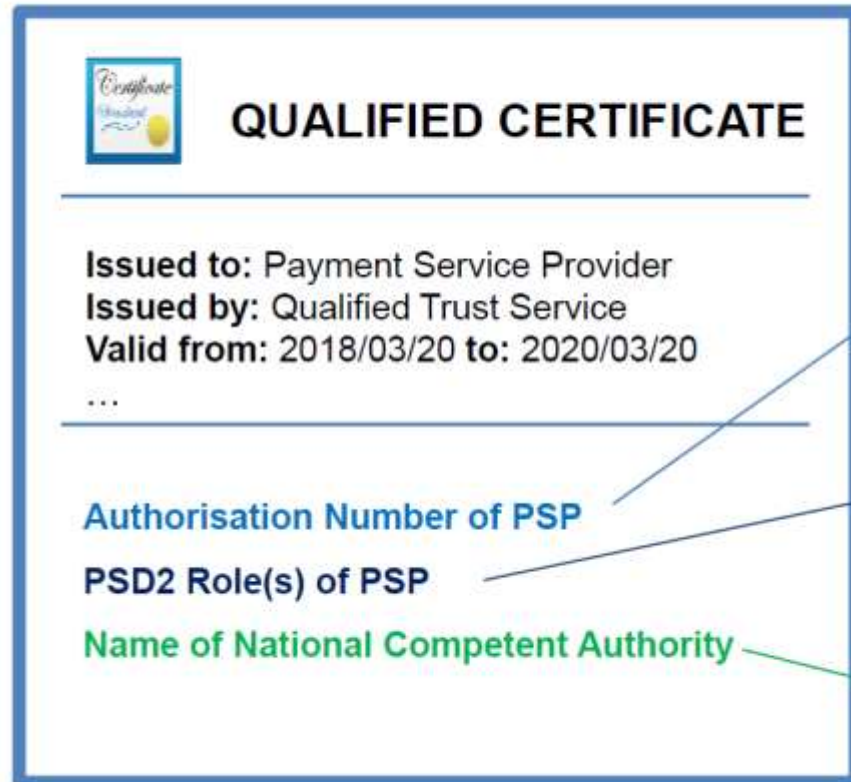 Certificate
Standard
QUALIFIED CERTIFICATE
Issued to: Payment Service Provider
Issued by: Qualified Trust Service
Valid from: 2018/03/20 to: 2020/03/20
...
Authorisation Number of PSP
PSD2 Role(s) of PSP
Name of National Competent Authority